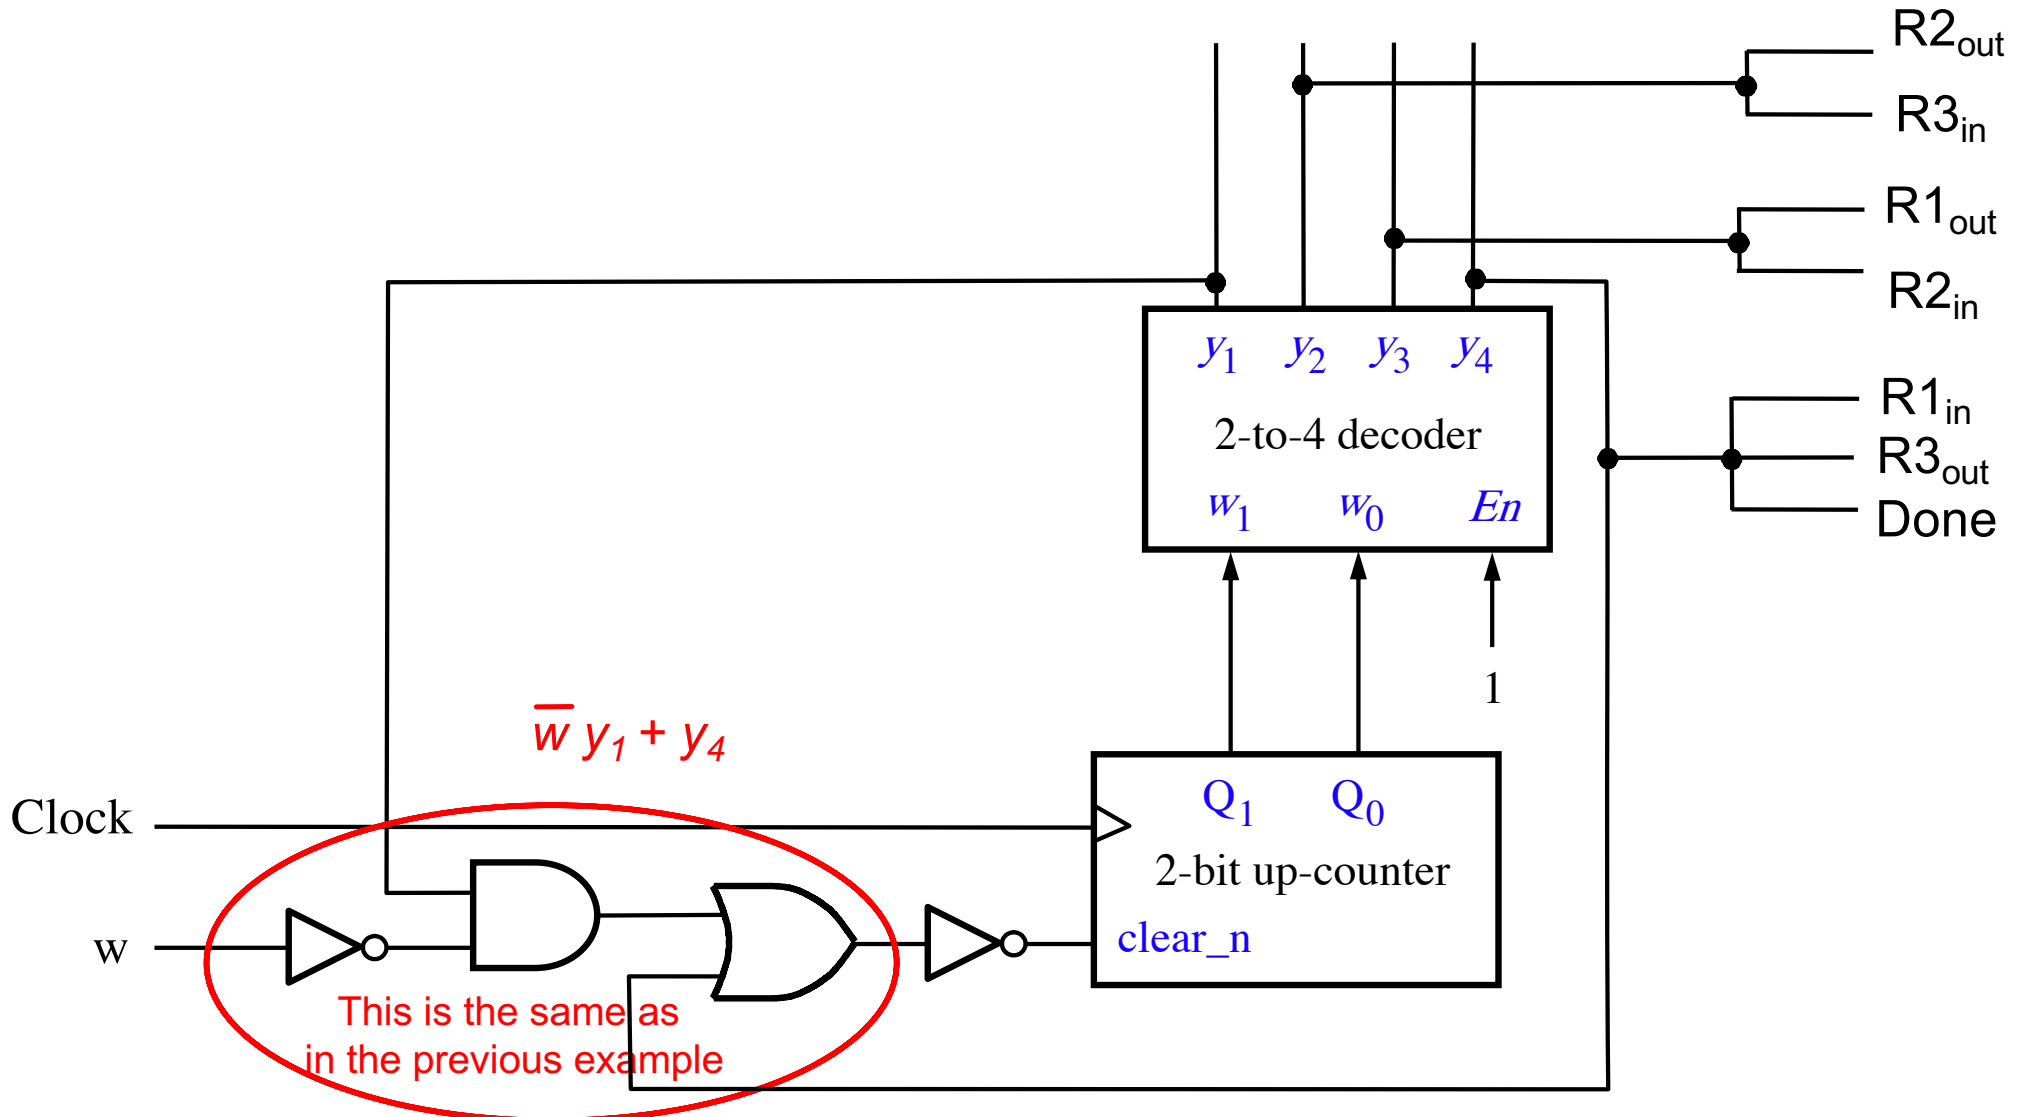 R2out
R3in
R1out
R2in
y1 y2 y3 y4
R1in
2-to-4 decoder
R3out
w1 w0 En
Done
1
w̅ y1 + y4
Clock
Q1 Q0
2-bit up-counter
w
clear_n
This is the same as
in the previous example